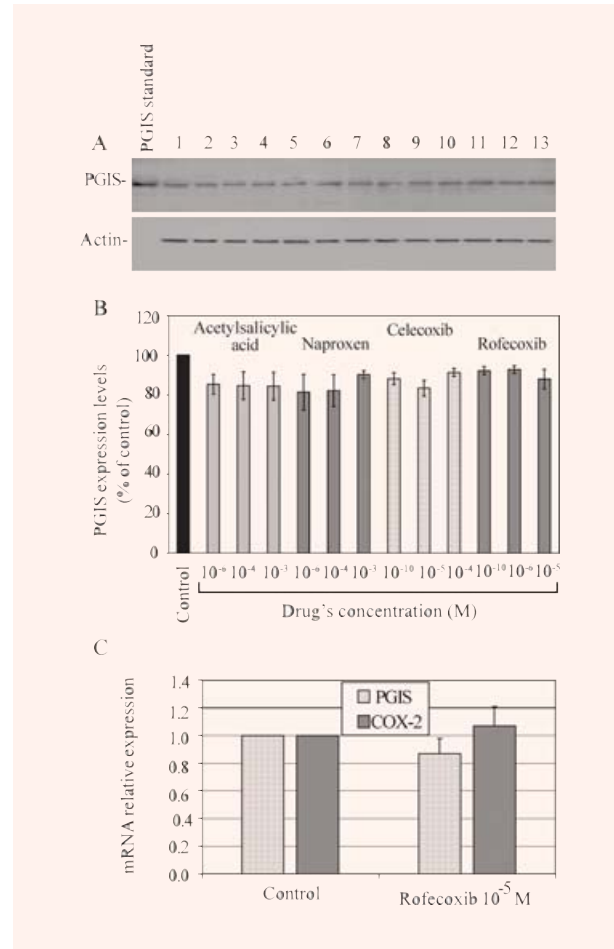 PGIS standard
A 1 2 3 4 5 6 7 8 9 10 11 12 13
PGIS-
Actin-
B
PGIS expression levels
(% of control)
120
100
80
60
40
20
0
Acetylsalicylic
acid
Naproxen
Celecoxib
Rofecoxib
Control
10⁻⁶ 10⁻⁴ 10⁻³ 10⁻⁶ 10⁻⁴ 10⁻³ 10⁻¹⁰ 10⁻⁵ 10⁻⁴ 10⁻¹⁰ 10⁻⁶ 10⁻⁵
Drug's concentration (M)
C
mRNA relative expression
1.4
1.2
1.0
0.8
0.6
0.4
0.2
0.0
PGIS
COX-2
Control
Rofecoxib 10⁻⁵ M